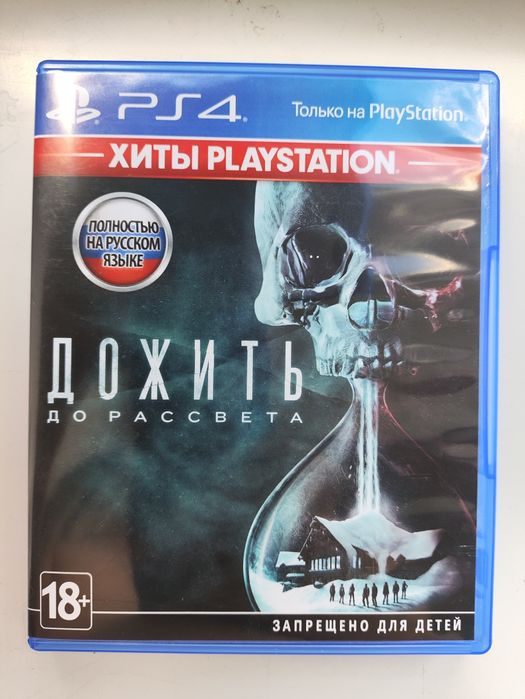 PS4
Только на PlayStation
ХИТЫ PLAYSTATION
ПОЛНОСТЬЮ
НА РУССКОМ
ЯЗЫКЕ
ДОЖИТЬ
ДО РАССВЕТА
18+
ЗАПРЕЩЕНО ДЛЯ ДЕТЕЙ